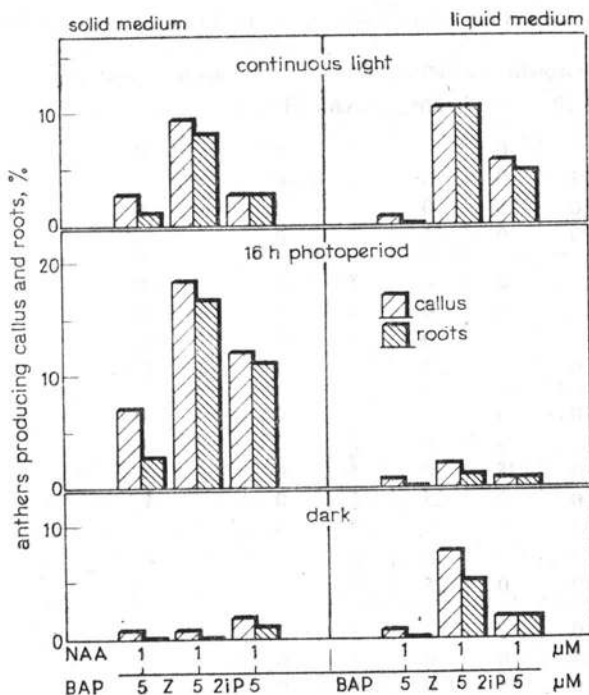 solid medium
liquid medium
continuous light
10
0
16 h photoperiod
20
callus
roots
10
0
dark
10
0
anthers producing callus and roots, %
NAA 1 1 1 1 1 1 µM
BAP 5 Z 5 2iP 5 BAP 5 Z 5 2iP 5 µM